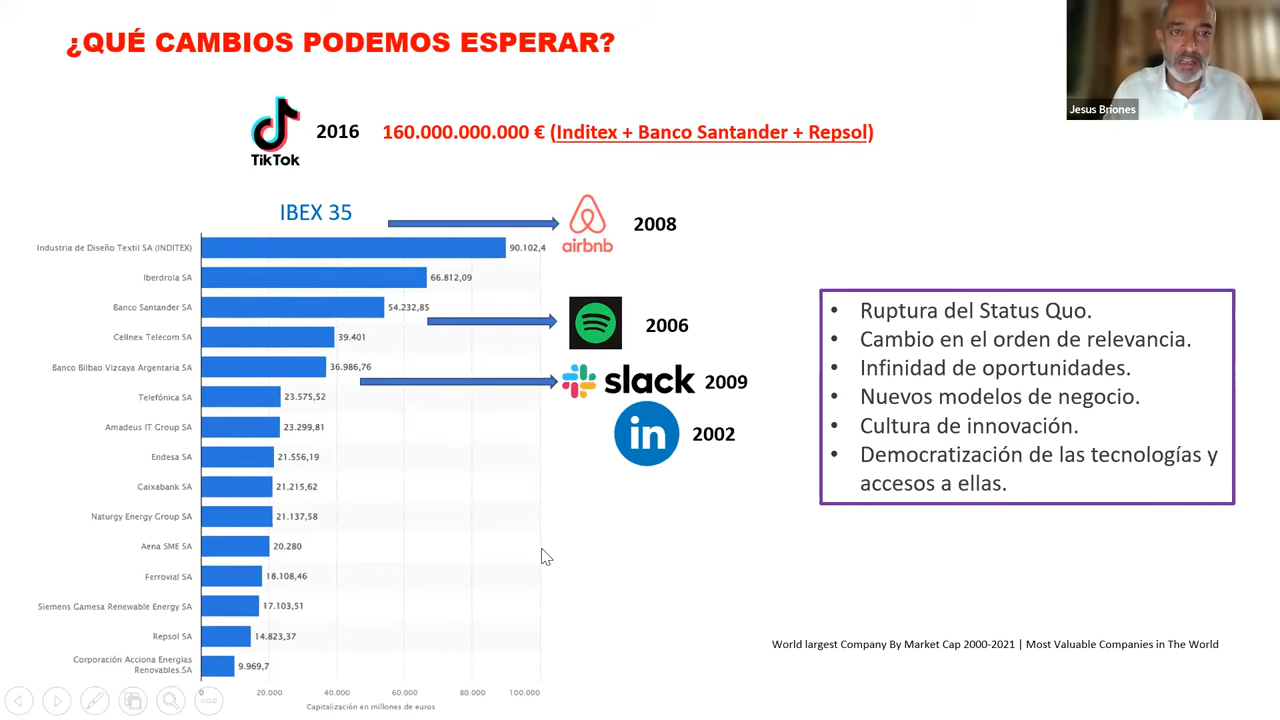 ¿QUÉ CAMBIOS PODEMOS ESPERAR?
Jesus Briones
TikTok
2016
160.000.000.000 € (Inditex + Banco Santander + Repsol)
IBEX 35
airbnb
2008
Industria de Diseño Textil SA (INDITEX)
90.102,4
Iberdrola SA
66.812,09
Banco Santander SA
54.232,85
2006
Cellnex Telecom SA
39.401
Banco Bilbao Vizcaya Argentaria SA
36.986,76
slack
2009
Telefónica SA
23.575,52
Amadeus IT Group SA
23.299,81
in
2002
Endesa SA
21.556,19
Caixabank SA
21.215,62
Naturgy Energy Group SA
21.137,58
Aena SME SA
20.280
Ferrovial SA
18.108,46
Siemens Gamesa Renewable Energy SA
17.103,51
Repsol SA
14.823,37
Corporación Acciona Energías
Renovables.SA
9.969,7
0
20.000
40.000
60.000
80.000
100.000
Capitalización en millones de euros
• Ruptura del Status Quo.
• Cambio en el orden de relevancia.
• Infinidad de oportunidades.
• Nuevos modelos de negocio.
• Cultura de innovación.
• Democratización de las tecnologías y
accesos a ellas.
World largest Company By Market Cap 2000-2021 | Most Valuable Companies in The World